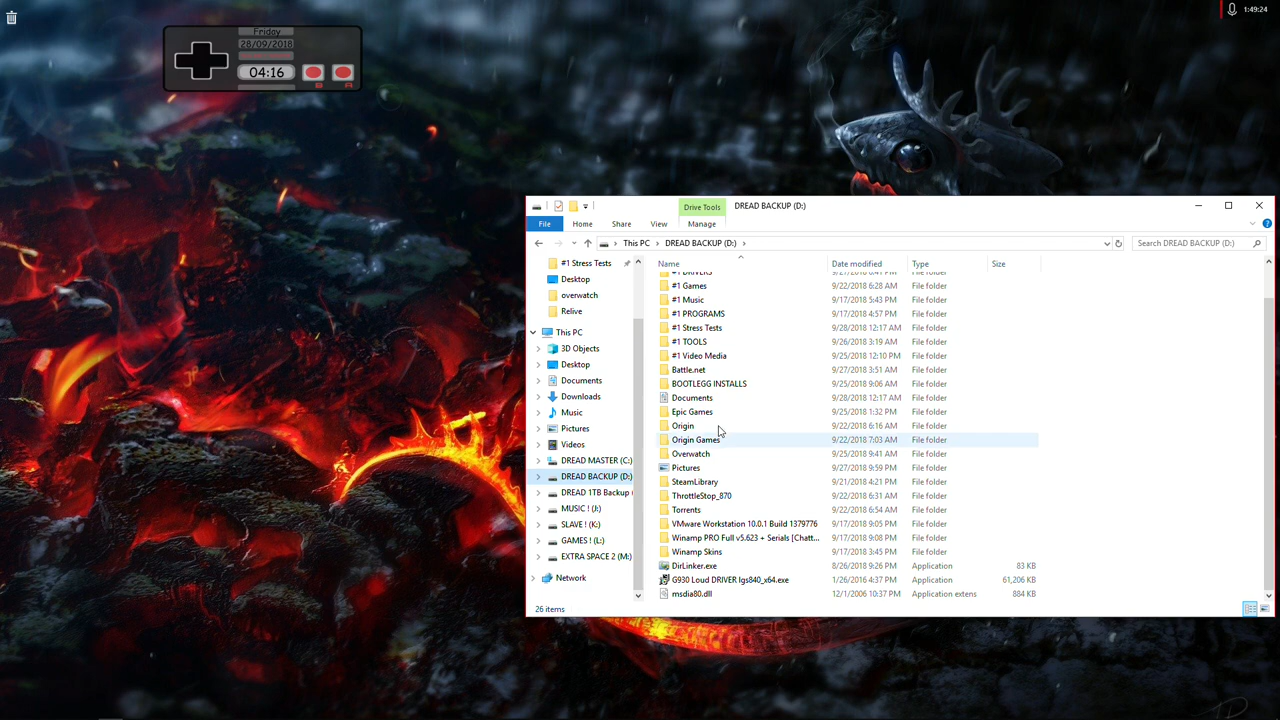 Friday
28/09/2018
04:16
B A
1:49:24
Drive Tools
DREAD BACKUP (D:)
File Home Share View Manage
This PC > DREAD BACKUP (D:) >
Search DREAD BACKUP (D:)
#1 Stress Tests
Desktop
overwatch
Relive
This PC
3D Objects
Desktop
Documents
Downloads
Music
Pictures
Videos
DREAD MASTER (C:)
DREAD BACKUP (D:)
DREAD 1TB Backup (
MUSIC ! (J:)
SLAVE ! (K:)
GAMES ! (L:)
EXTRA SPACE 2 (M:)
Network
Name Date modified Type Size
#1 DRIVERS 9/27/2018 6:41 PM File folder
#1 Games 9/22/2018 6:28 AM File folder
#1 Music 9/17/2018 5:43 PM File folder
#1 PROGRAMS 9/17/2018 4:57 PM File folder
#1 Stress Tests 9/28/2018 12:17 AM File folder
#1 TOOLS 9/26/2018 3:19 AM File folder
#1 Video Media 9/25/2018 12:10 PM File folder
Battle.net 9/27/2018 3:51 AM File folder
BOOTLEGG INSTALLS 9/25/2018 9:06 AM File folder
Documents 9/28/2018 12:17 AM File folder
Epic Games 9/25/2018 1:32 PM File folder
Origin 9/22/2018 6:16 AM File folder
Origin Games 9/22/2018 7:03 AM File folder
Overwatch 9/25/2018 9:41 AM File folder
Pictures 9/27/2018 9:59 PM File folder
SteamLibrary 9/21/2018 4:21 PM File folder
ThrottleStop_870 9/22/2018 6:31 AM File folder
Torrents 9/22/2018 6:54 AM File folder
VMware Workstation 10.0.1 Build 1379776 9/17/2018 9:05 PM File folder
Winamp PRO Full v5.623 + Serials [Chatt... 9/17/2018 9:08 PM File folder
Winamp Skins 9/17/2018 3:45 PM File folder
DirLinker.exe 8/26/2018 9:26 PM Application 83 KB
G930 Loud DRIVER lgs840_x64.exe 1/26/2016 4:37 PM Application 61,206 KB
msdia80.dll 12/1/2006 10:37 PM Application extens 884 KB
26 items